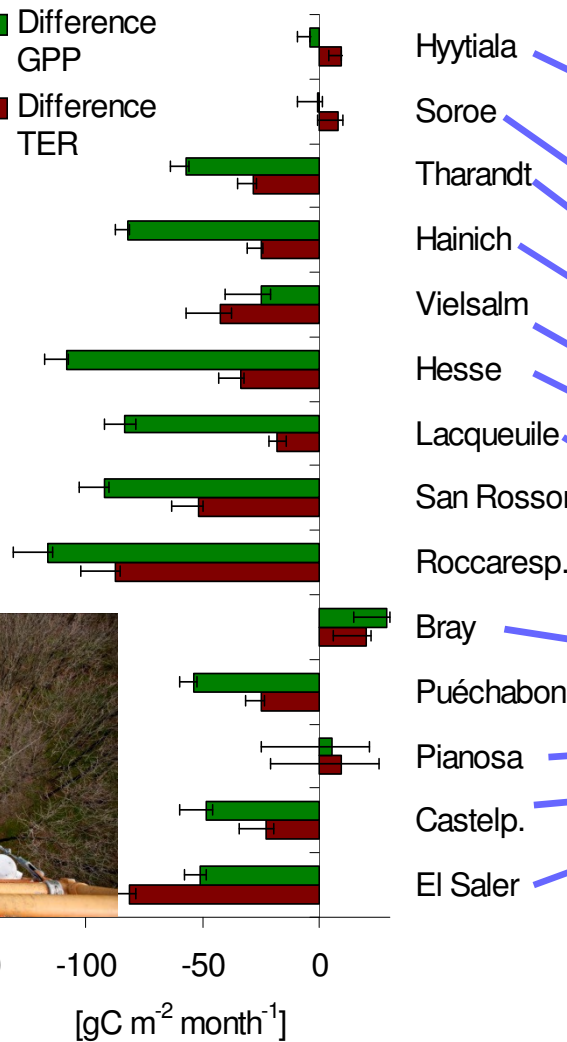 Difference
GPP
Difference
TER
Hyytiala
Soroe
Tharandt
Hainich
Vielsalm
Hesse
Lacqueuile
San Rossor
Roccaresp.
Bray
Puéchabon
Pianosa
Castelp.
El Saler
-100 -50 0
[gC m⁻² month⁻¹]